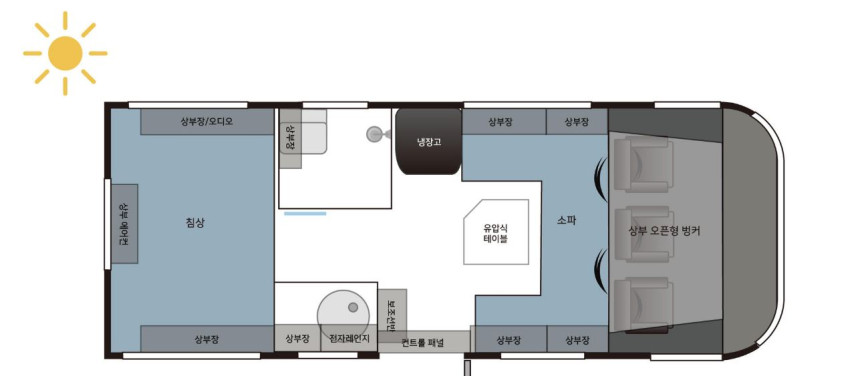 상부장/오디오
상부장
냉장고
상부장
상부장
상부 에어컨
침상
유압식
테이블
소파
상부 오픈형 벙커
보조선반
상부장
상부장
전자레인지
컨트롤 패널
상부장
상부장